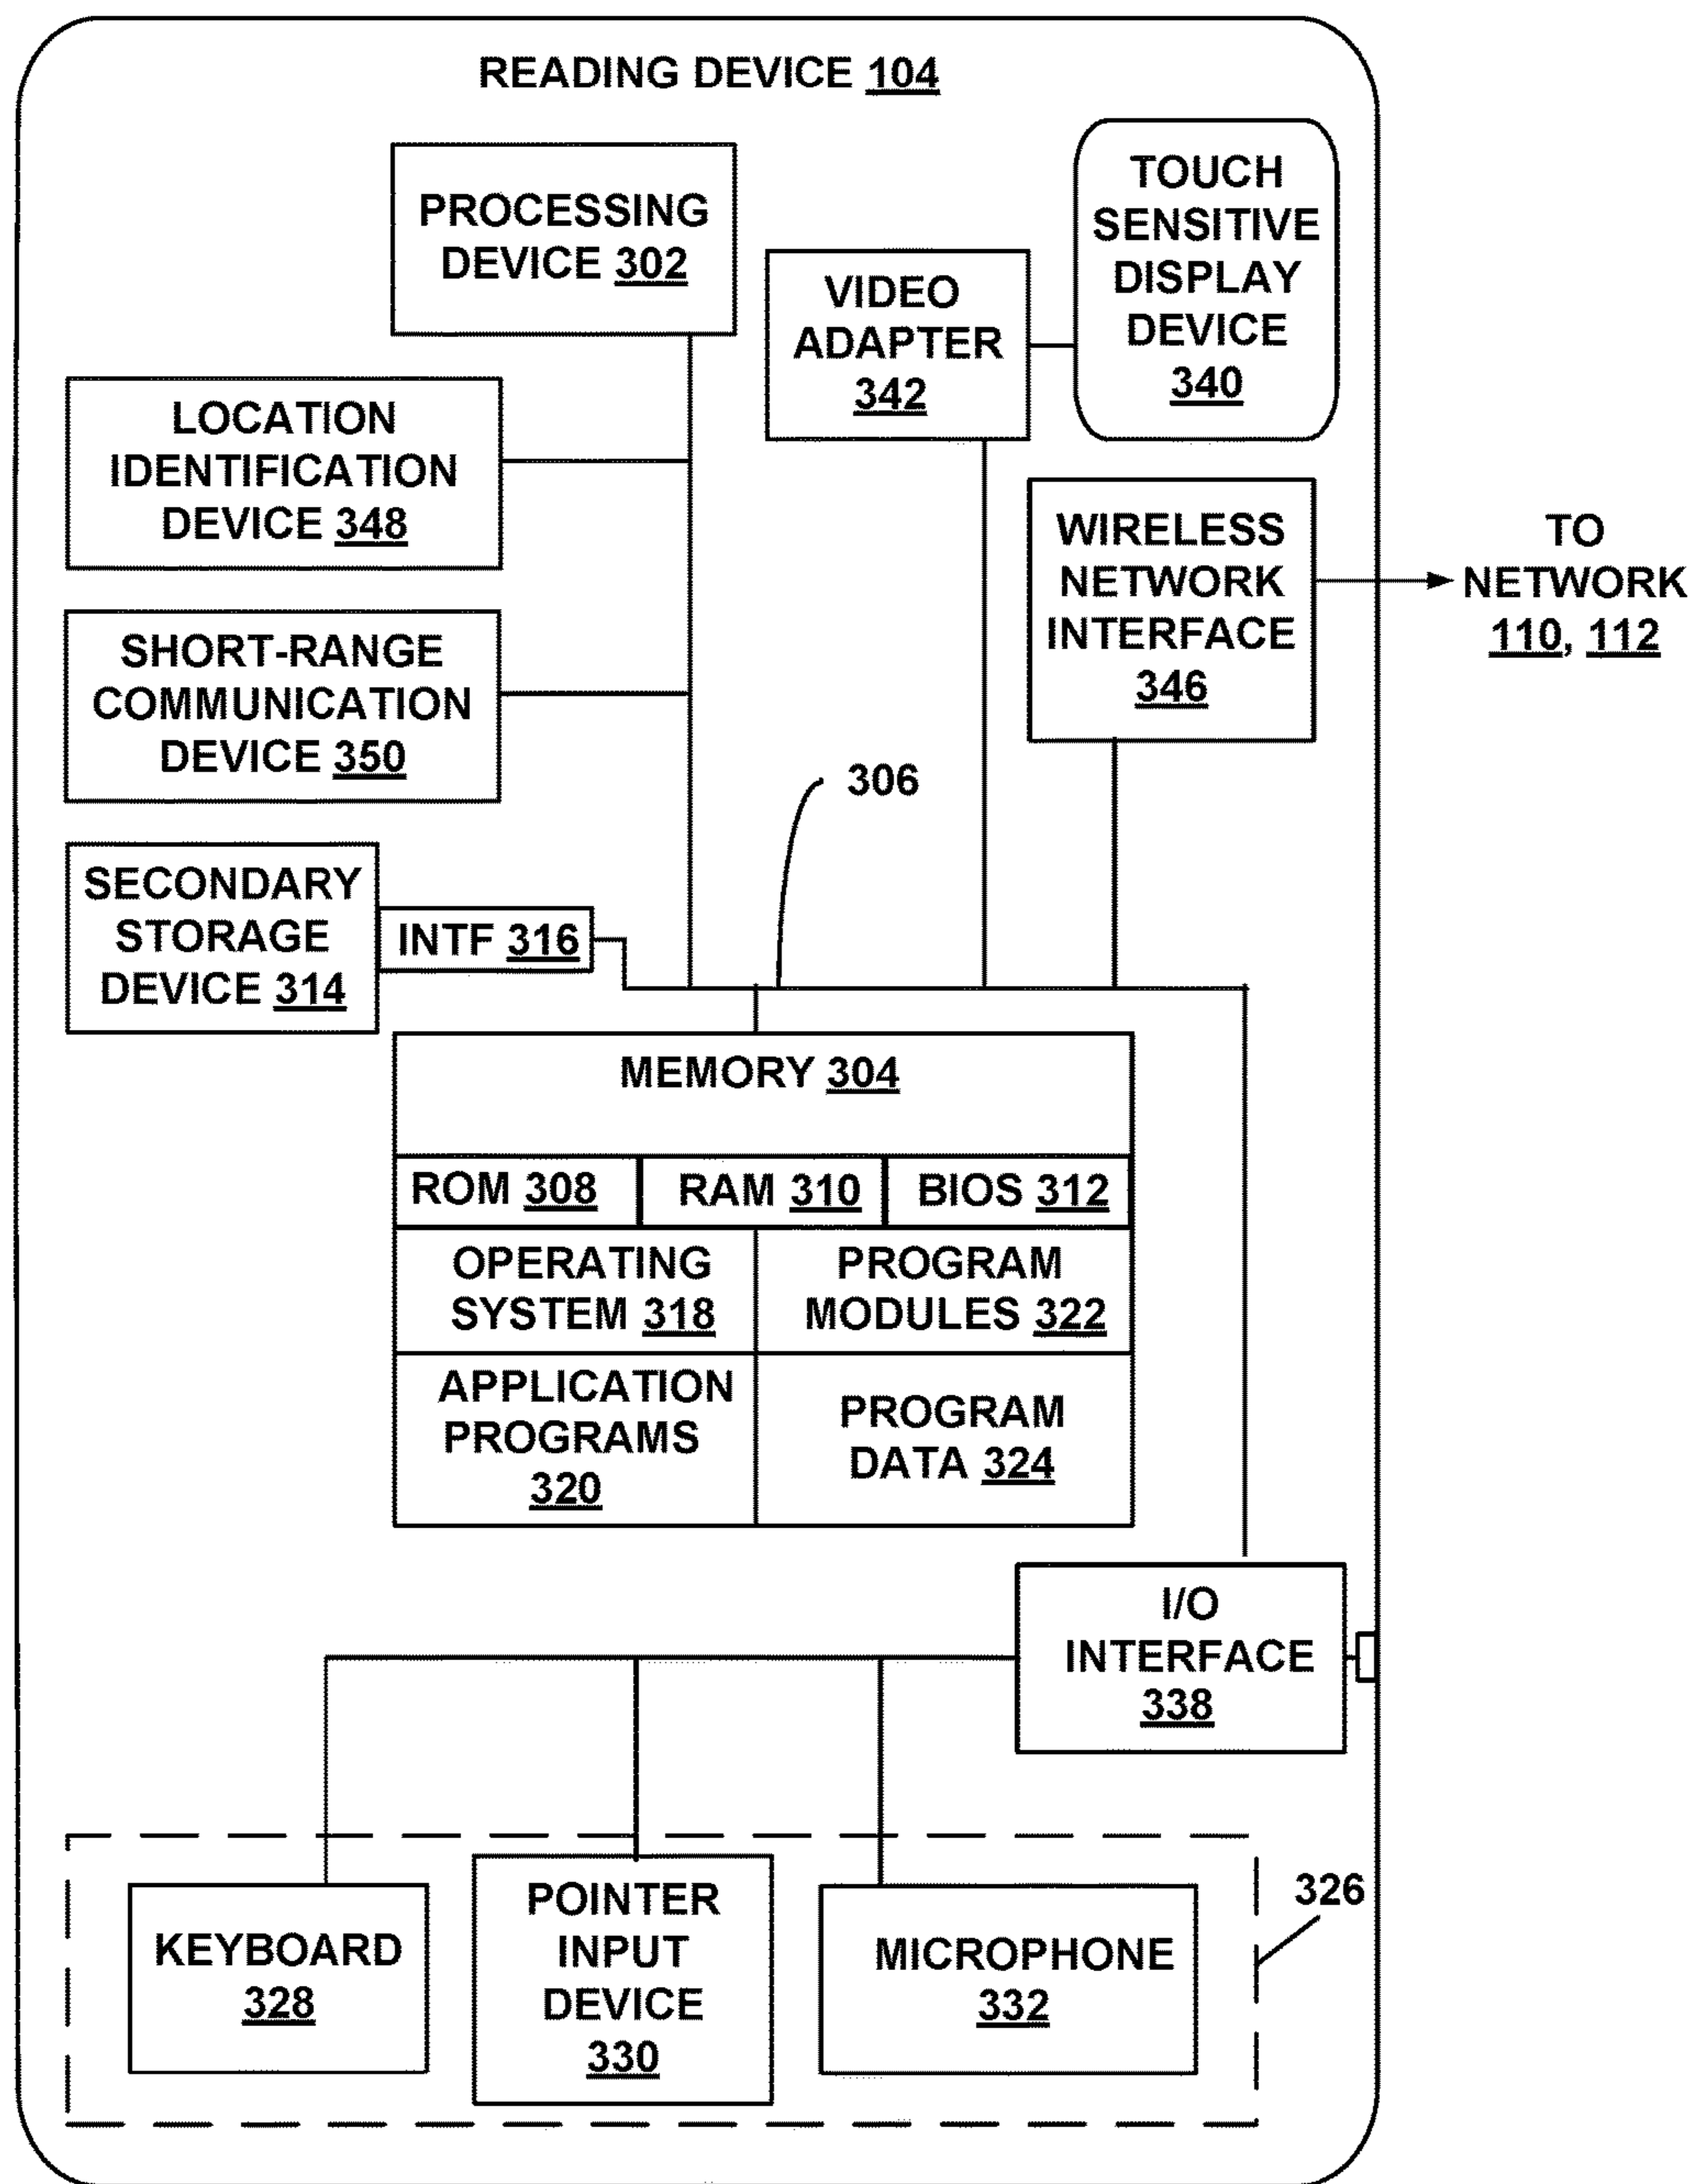 READING DEVICE 104
PROCESSING
DEVICE 302
VIDEO
ADAPTER
342
TOUCH
SENSITIVE
DISPLAY
DEVICE
340
LOCATION
IDENTIFICATION
DEVICE 348
WIRELESS
NETWORK
INTERFACE
346
TO
NETWORK
110, 112
SHORT-RANGE
COMMUNICATION
DEVICE 350
306
SECONDARY
STORAGE
DEVICE 314
INTF 316
MEMORY 304
ROM 308
RAM 310
BIOS 312
OPERATING
SYSTEM 318
PROGRAM
MODULES 322
APPLICATION
PROGRAMS
320
PROGRAM
DATA 324
I/O
INTERFACE
338
326
KEYBOARD
328
POINTER
INPUT
DEVICE
330
MICROPHONE
332